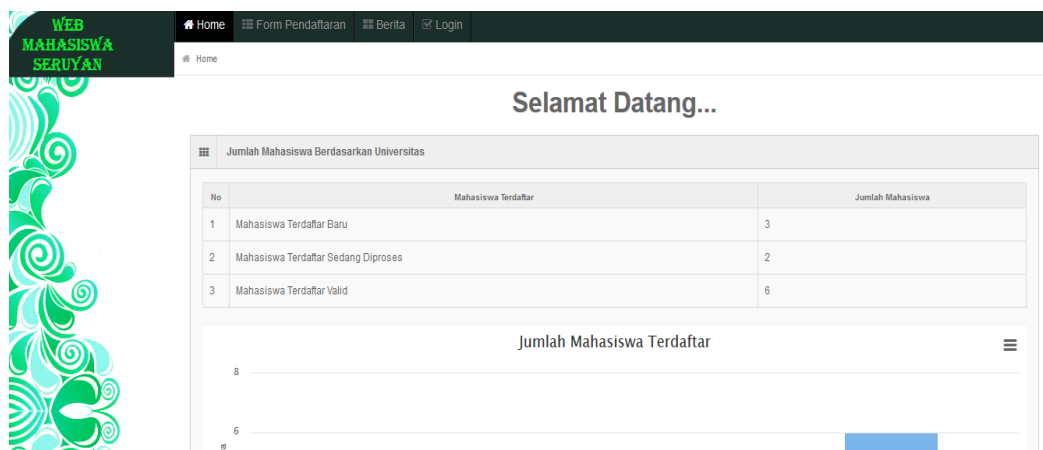 WEB
MAHASISWA
SERUYAN
Home Form Pendaftaran Berita Login
Home
Selamat Datang...
Jumlah Mahasiswa Berdasarkan Universitas
No Mahasiswa Terdaftar Jumlah Mahasiswa
1 Mahasiswa Terdaftar Baru 3
2 Mahasiswa Terdaftar Sedang Diproses 2
3 Mahasiswa Terdaftar Valid 6
Jumlah Mahasiswa Terdaftar
8
6